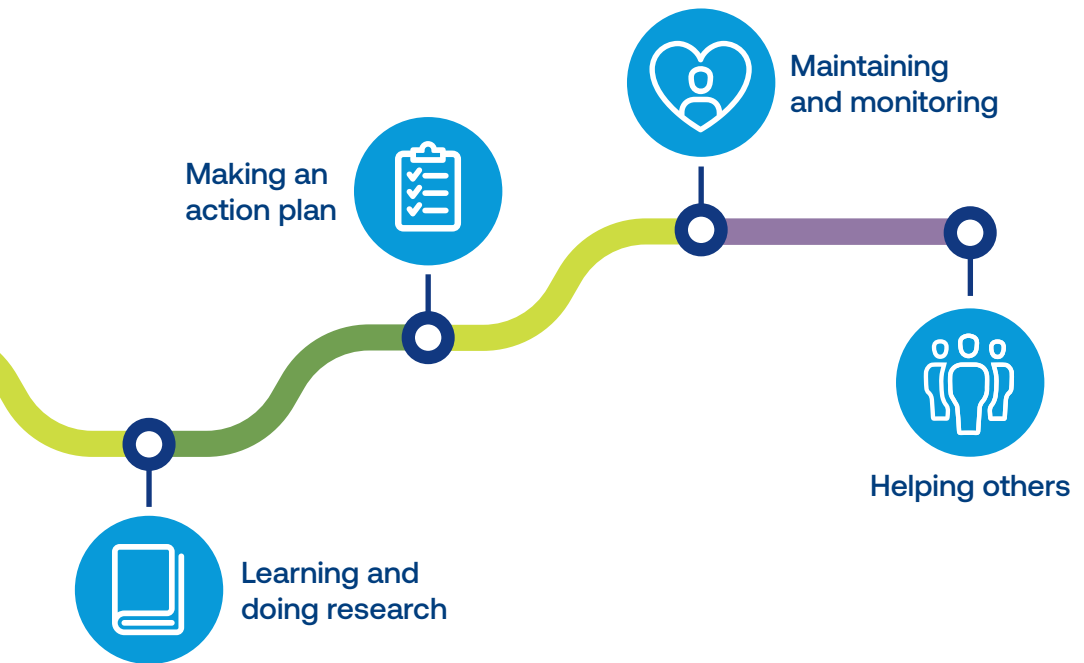 Maintaining
and monitoring
Making an
action plan
Helping others
Learning and
doing research